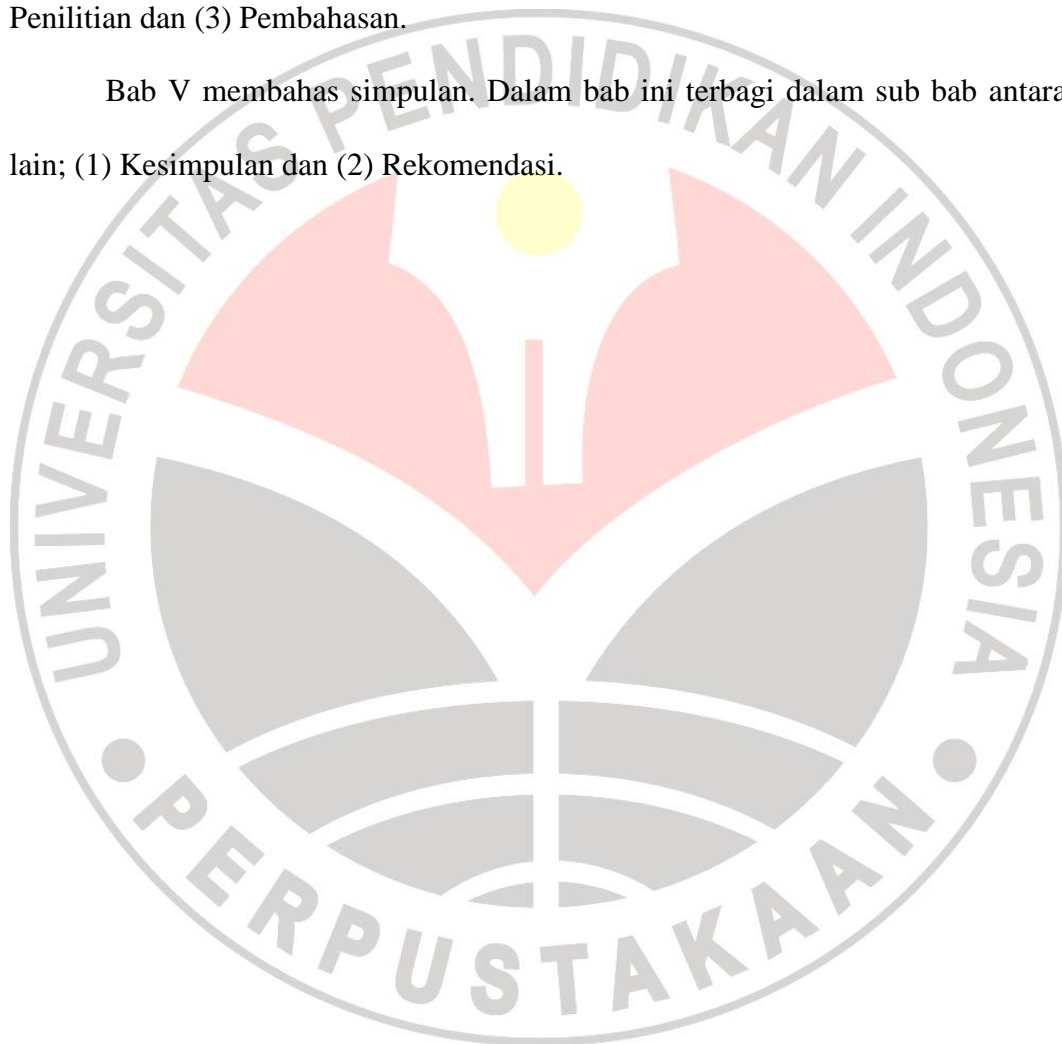 Penilitian dan (3) Pembahasan.
Bab V membahas simpulan. Dalam bab ini terbagi dalam sub bab antara
lain; (1) Kesimpulan dan (2) Rekomendasi.
UNIVERSITAS PENDIDIKAN INDONESIA
PERPUSTAKAAN